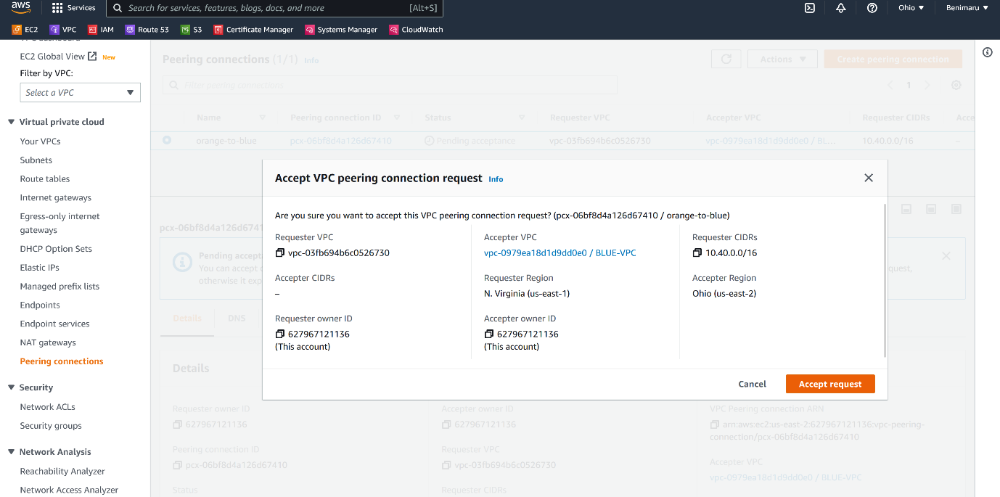 aws
Services
Search for services, features, blogs, docs, and more
[Alt+S]
Ohio
Benimaru
EC2
VPC
IAM
Route 53
S3
Certificate Manager
Systems Manager
CloudWatch
EC2 Global View
New
Filter by VPC:
Select a VPC
Virtual private cloud
Your VPCs
Subnets
Route tables
Internet gateways
Egress-only internet
gateways
DHCP Option Sets
Elastic IPs
Managed prefix lists
Endpoints
Endpoint services
NAT gateways
Peering connections
Security
Network ACLs
Security groups
Network Analysis
Reachability Analyzer
Network Access Analyzer
Peering connections (1/1) Info
Actions
Create peering connection
Filter peering connections
1
Name
Peering connection ID
Status
Requester VPC
Accepter VPC
Requester CIDRs
Acce
orange-to-blue
pcx-06bf8d4a126d67410
Pending acceptance
vpc-03fb694b6c0526730
vpc-0979ea18d1d9dd0e0 / BL...
10.40.0.0/16
–
Accept VPC peering connection request Info
Are you sure you want to accept this VPC peering connection request? (pcx-06bf8d4a126d67410 / orange-to-blue)
Requester VPC
vpc-03fb694b6c0526730
Accepter VPC
vpc-0979ea18d1d9dd0e0 / BLUE-VPC
Requester CIDRs
10.40.0.0/16
Accepter CIDRs
–
Requester Region
N. Virginia (us-east-1)
Accepter Region
Ohio (us-east-2)
Requester owner ID
627967121136
(This account)
Accepter owner ID
627967121136
(This account)
Cancel
Accept request
pcx-06bf8d4a126d6741
Pending accept
You can accept
otherwise it exp
quest,
Details
DNS
Details
Requester owner ID
627967121136
Accepter owner ID
627967121136
VPC Peering connection ARN
arn:aws:ec2:us-east-2:627967121136:vpc-peering-
connection/pcx-06bf8d4a126d67410
Peering connection ID
pcx-06bf8d4a126d67410
Requester VPC
vpc-03fb694b6c0526730
Accepter VPC
vpc-0979ea18d1d9dd0e0 / BLUE-VPC
Status
Requester CIDRs